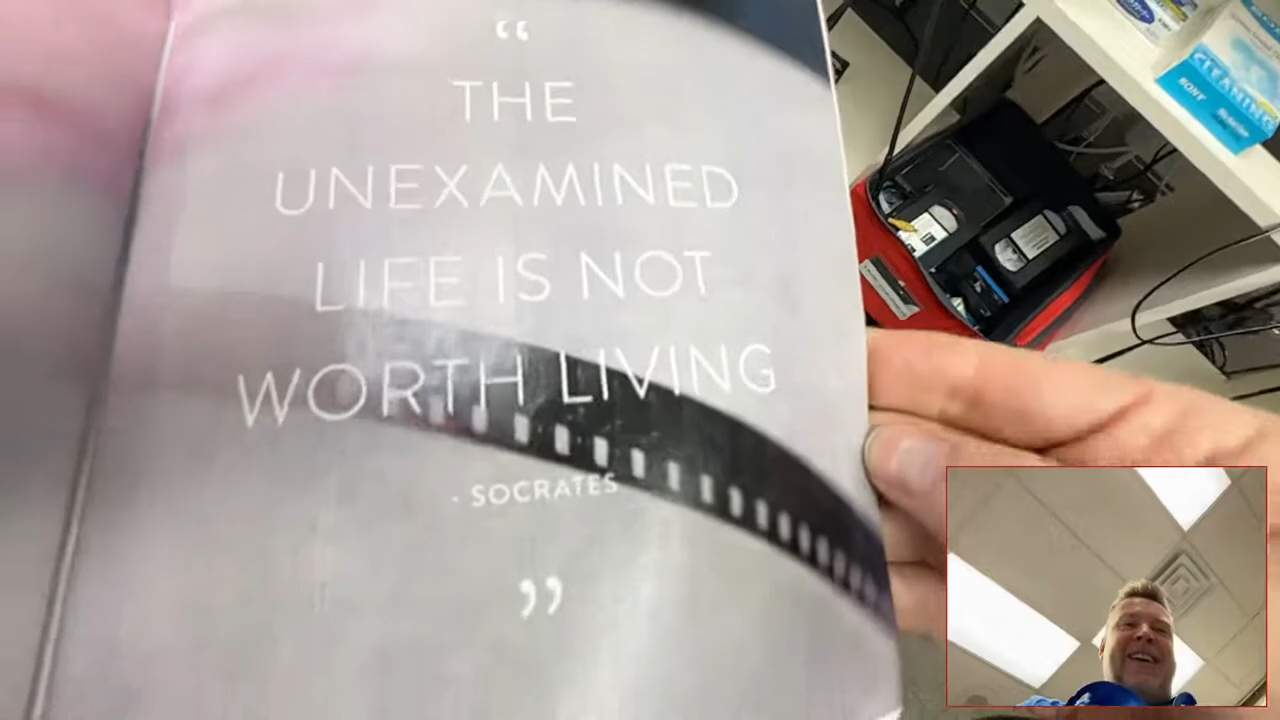 “
THE
UNEXAMINED
LIFE IS NOT
WORTH LIVING
- SOCRATES
”
CLEANING
SONY